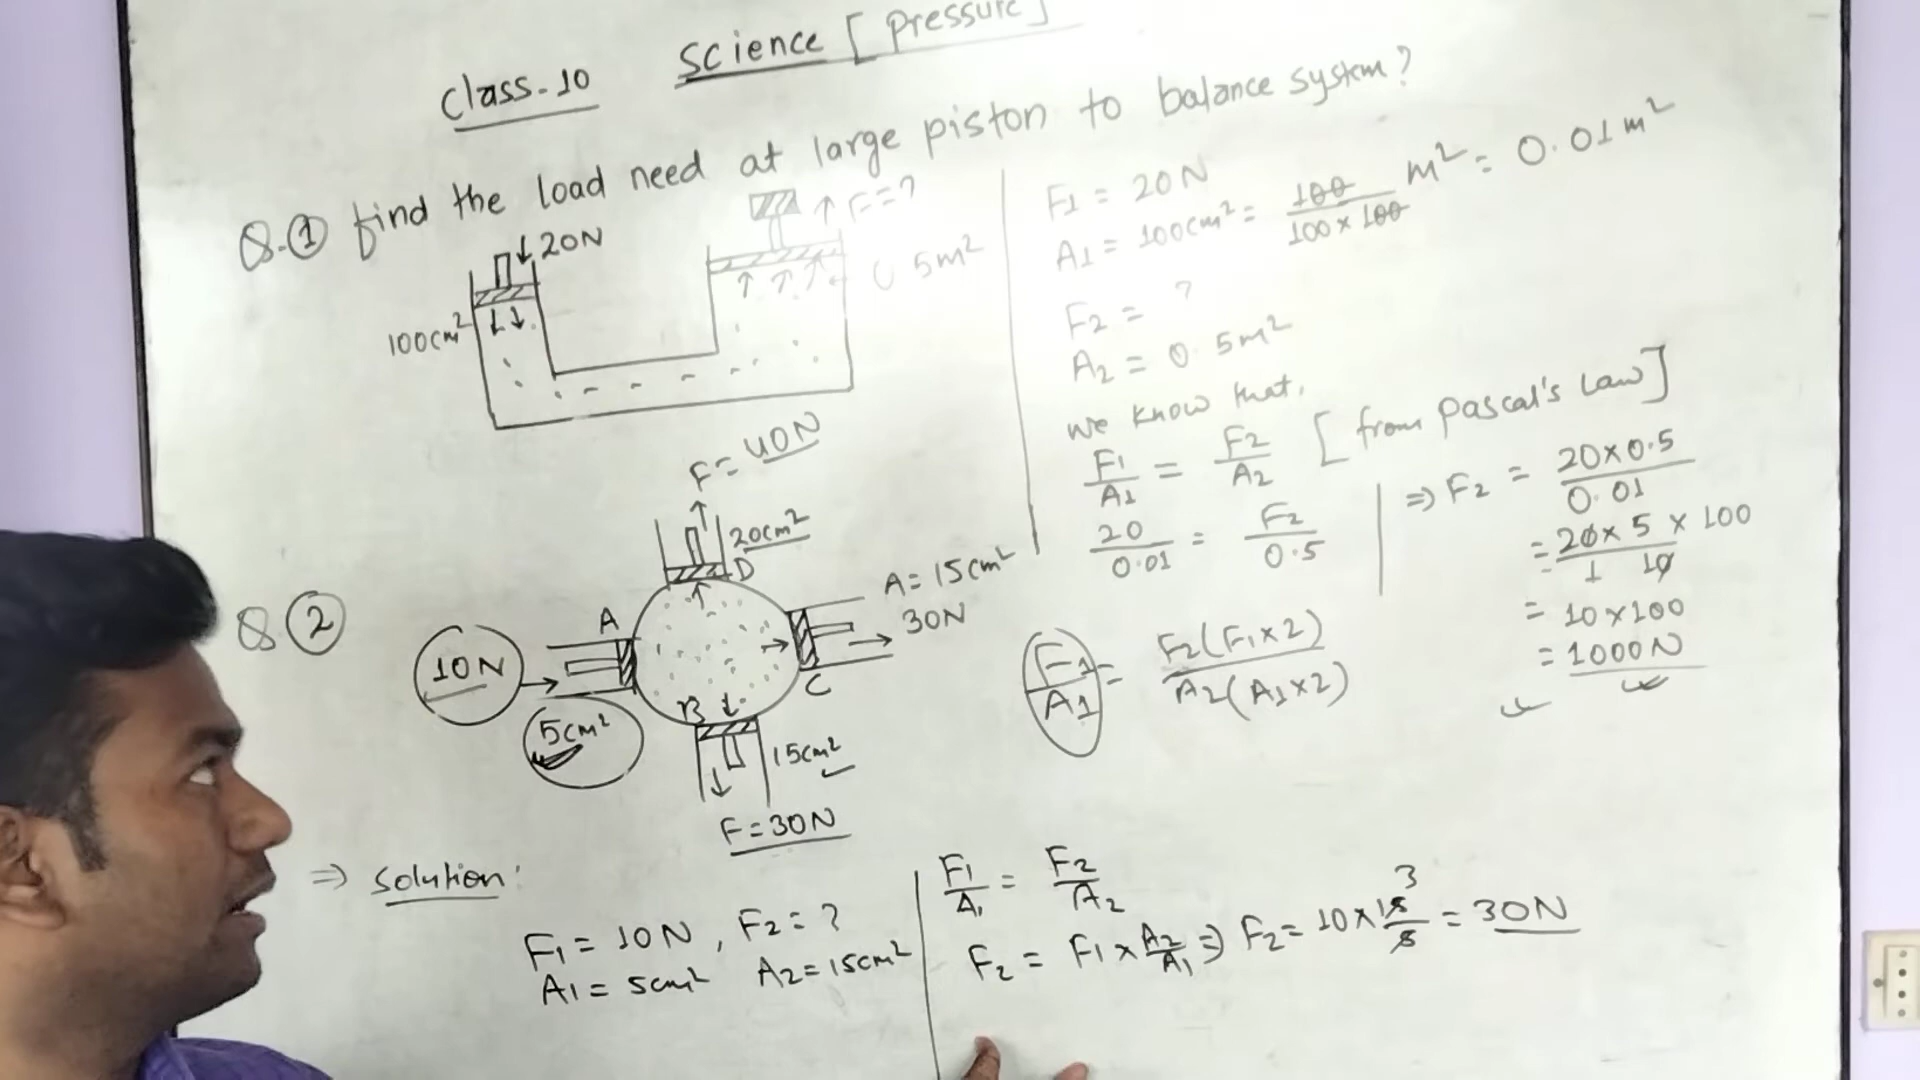 Class-10
Science [Pressure]
Q.① find the load need at large piston to balance system?
20N
100cm²
F=?
5m²
F₁ = 20N
A₁ = 100cm² = 100/100×100 m² = 0.01m²
F₂ = ?
A₂ = 0.5m²
we know that,
F₁/A₁ = F₂/A₂ [from Pascal's Law]
20/0.01 = F₂/0.5
⇒ F₂ = 20×0.5/0.01
= 20×5×100/1 10
= 10×100
= 1000N
Q ②
F=40N
20cm²
D
A
10N
5cm²
A=15cm²
30N
C
B
15cm²
F=30N
F₁/A₁ = F₂(F₁×2)/A₂(A₁×2)
⇒ Solution:
F₁ = 10N, F₂ = ?
A₁ = 5cm² A₂ = 15cm²
F₁/A₁ = F₂/A₂
F₂ = F₁ × A₂/A₁ ⇒ F₂ = 10×15/5 3 = 30N